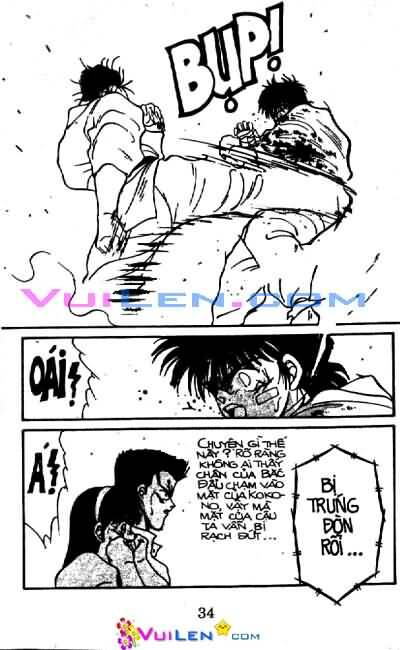 BỤP!
VUILEN.COM
OÁI!
CHUYỆN GÌ THẾ
NÀY? RÕ RÀNG
KHÔNG AI THẤY
CHÂN CỦA BẮC
ĐẨU CHẠM VÀO
MẶT CỦA KOKO-
NO, VẬY MÀ
MẶT CỦA CẬU
TA VẪN BỊ
RẠCH ĐỨT...
Á!
BỊ
TRÚNG
ĐÒN
RỒI...
34
VUILEN.COM